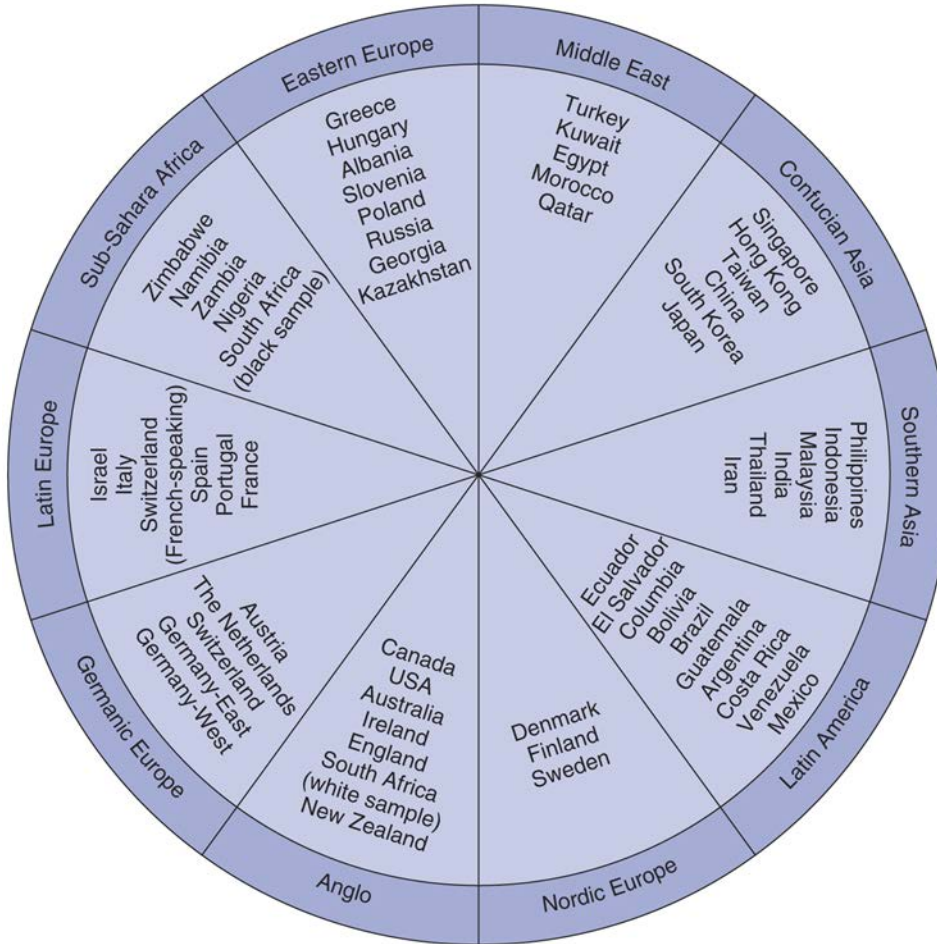 Eastern Europe
Greece
Hungary
Albania
Slovenia
Poland
Russia
Georgia
Kazakhstan
Middle East
Turkey
Kuwait
Egypt
Morocco
Qatar
Confucian Asia
Singapore
Hong Kong
Taiwan
China
South Korea
Japan
Southern Asia
Philippines
Indonesia
Malaysia
India
Thailand
Iran
Latin America
Ecuador
El Salvador
Columbia
Bolivia
Brazil
Guatemala
Argentina
Costa Rica
Venezuela
Mexico
Nordic Europe
Denmark
Finland
Sweden
Anglo
Canada
USA
Australia
Ireland
England
South Africa
(white sample)
New Zealand
Germanic Europe
Austria
The Netherlands
Switzerland
Germany-East
Germany-West
Latin Europe
Israel
Italy
Switzerland
(French-speaking)
Spain
Portugal
France
Sub-Sahara Africa
Zimbabwe
Namibia
Zambia
Nigeria
South Africa
(black sample)